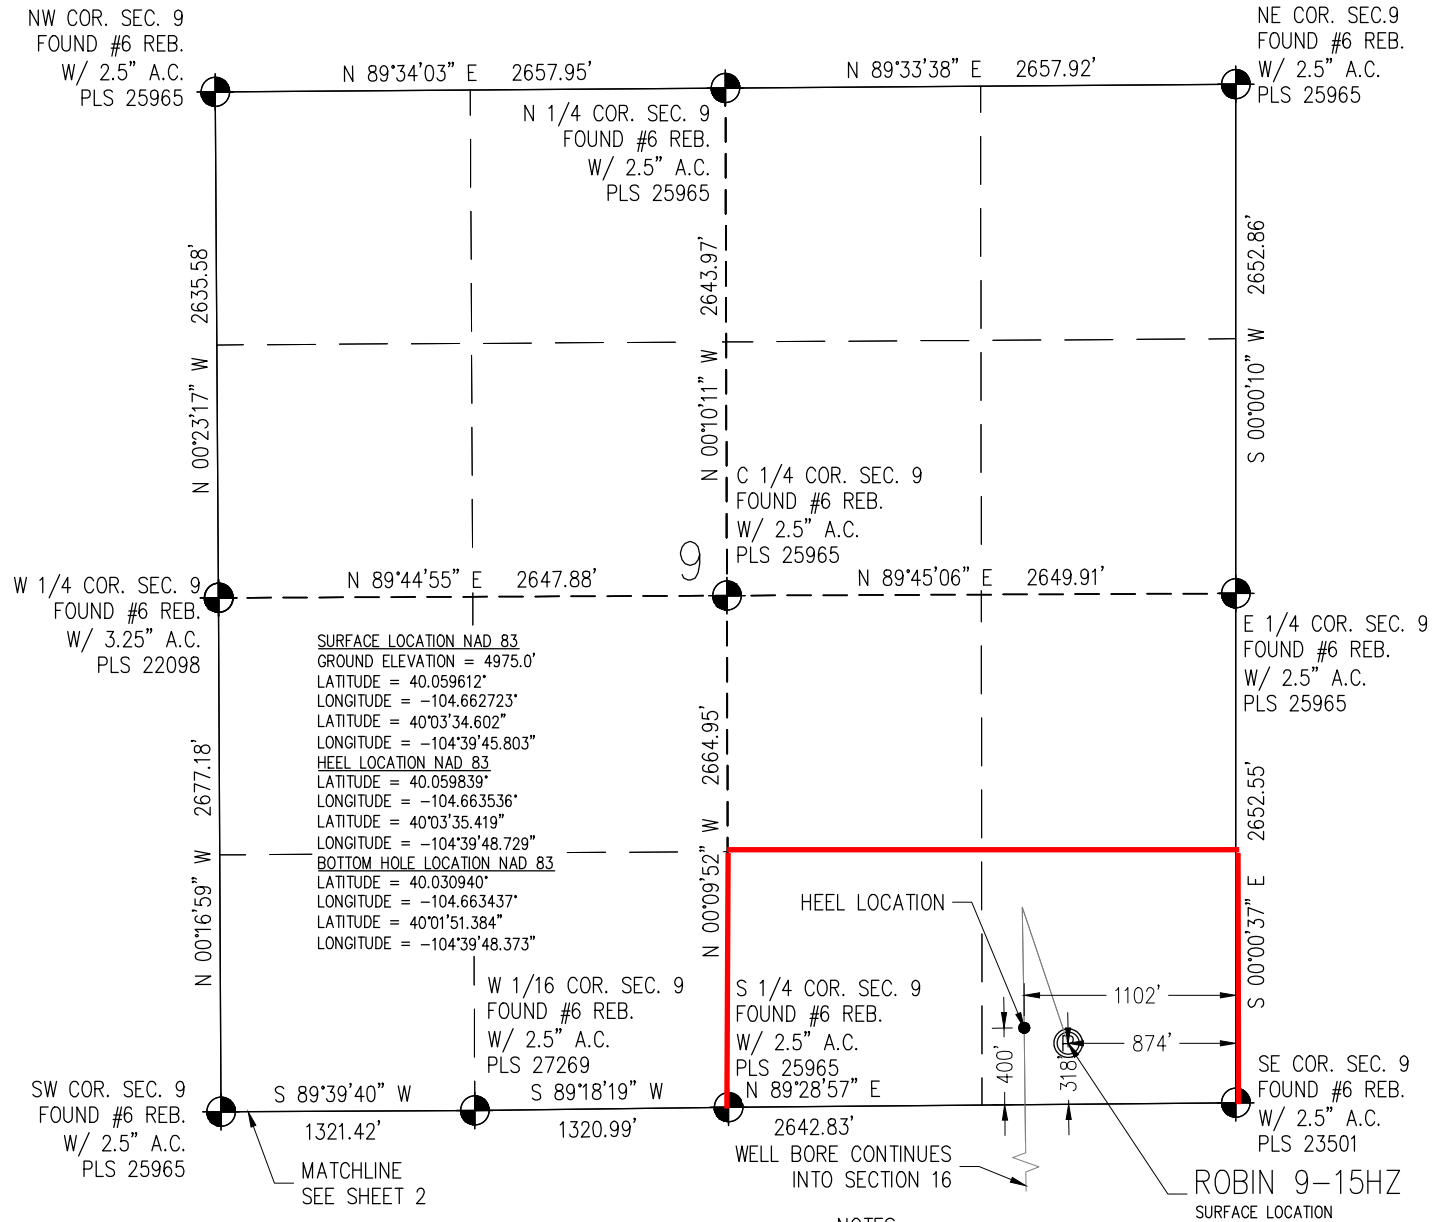 NW COR. SEC. 9
FOUND #6 REB.
W/ 2.5" A.C.
PLS 25965
N 89°34'03" E 2657.95'
N 89°33'38" E 2657.92'
NE COR. SEC.9
FOUND #6 REB.
W/ 2.5" A.C.
PLS 25965
N 1/4 COR. SEC. 9
FOUND #6 REB.
W/ 2.5" A.C.
PLS 25965
N 00°23'17" W 2635.58'
N 00°10'11" W 2643.97'
S 00°00'10" W 2652.86'
C 1/4 COR. SEC. 9
FOUND #6 REB.
W/ 2.5" A.C.
PLS 25965
9
W 1/4 COR. SEC. 9
FOUND #6 REB.
W/ 3.25" A.C.
PLS 22098
N 89°44'55" E 2647.88'
N 89°45'06" E 2649.91'
E 1/4 COR. SEC. 9
FOUND #6 REB.
W/ 2.5" A.C.
PLS 25965
SURFACE LOCATION NAD 83
GROUND ELEVATION = 4975.0'
LATITUDE = 40.059612°
LONGITUDE = -104.662723°
LATITUDE = 40°03'34.602"
LONGITUDE = -104°39'45.803"
HEEL LOCATION NAD 83
LATITUDE = 40.059839°
LONGITUDE = -104.663536°
LATITUDE = 40°03'35.419"
LONGITUDE = -104°39'48.729"
BOTTOM HOLE LOCATION NAD 83
LATITUDE = 40.030940°
LONGITUDE = -104.663437°
LATITUDE = 40°01'51.384"
LONGITUDE = -104°39'48.373"
N 00°16'59" W 2677.18'
N 00°09'52" W 2664.95'
S 00°00'37" E 2652.55'
HEEL LOCATION
1102'
874'
400'
318'
W 1/16 COR. SEC. 9
FOUND #6 REB.
W/ 2.5" A.C.
PLS 27269
S 1/4 COR. SEC. 9
FOUND #6 REB.
W/ 2.5" A.C.
PLS 25965
SW COR. SEC. 9
FOUND #6 REB.
W/ 2.5" A.C.
PLS 25965
S 89°39'40" W
1321.42'
S 89°18'19" W
1320.99'
N 89°28'57" E
2642.83'
SE COR. SEC. 9
FOUND #6 REB.
W/ 2.5" A.C.
PLS 23501
MATCHLINE
SEE SHEET 2
WELL BORE CONTINUES
INTO SECTION 16
ROBIN 9-15HZ
SURFACE LOCATION
NOTES